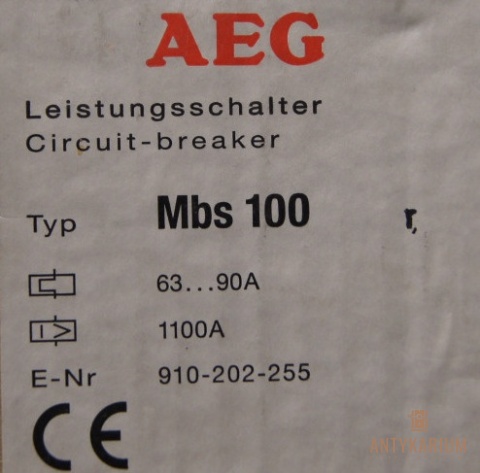 AEG
Leistungsschalter
Circuit-breaker
Typ Mbs 100 r,
63...90A
I> 1100A
E-Nr 910-202-255
CE